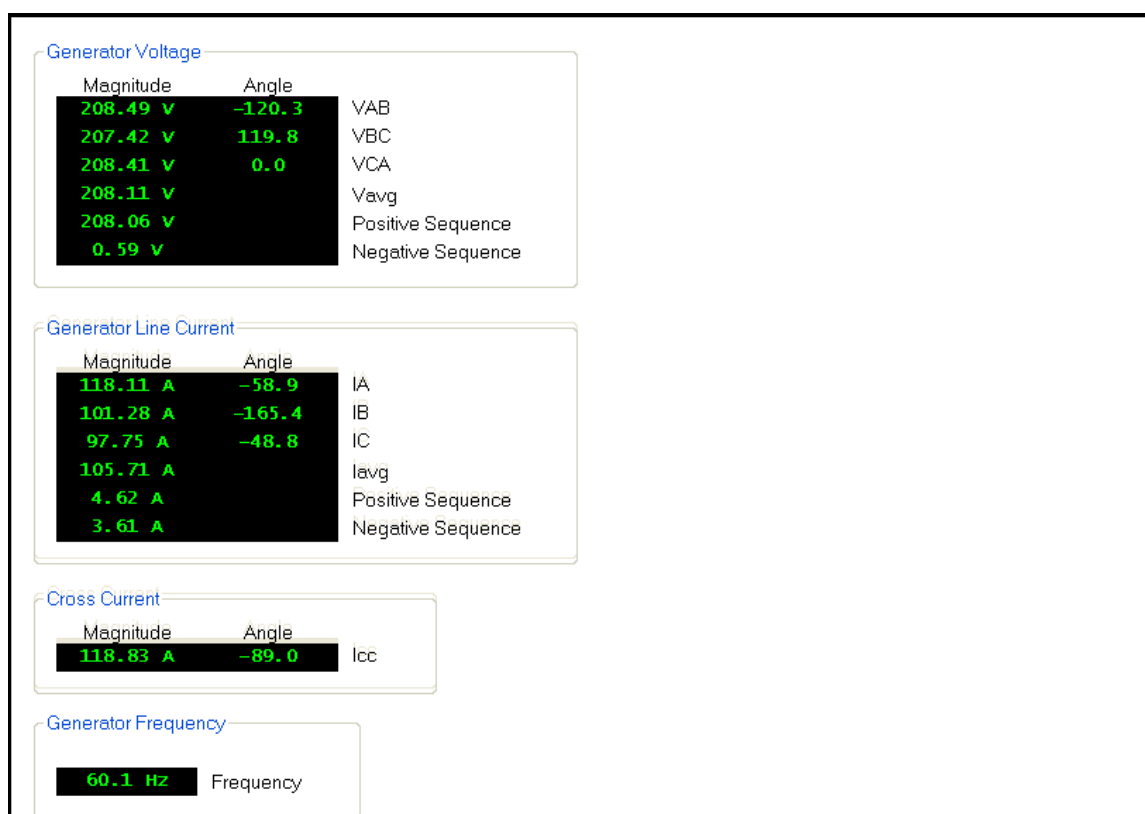 Generator Voltage
Magnitude Angle
208.49 V -120.3 VAB
207.42 V 119.8 VBC
208.41 V 0.0 VCA
208.11 V Vavg
208.06 V Positive Sequence
0.59 V Negative Sequence
Generator Line Current
Magnitude Angle
118.11 A -58.9 IA
101.28 A -165.4 IB
97.75 A -48.8 IC
105.71 A Iavg
4.62 A Positive Sequence
3.61 A Negative Sequence
Cross Current
Magnitude Angle
118.83 A -89.0 Icc
Generator Frequency
60.1 Hz Frequency